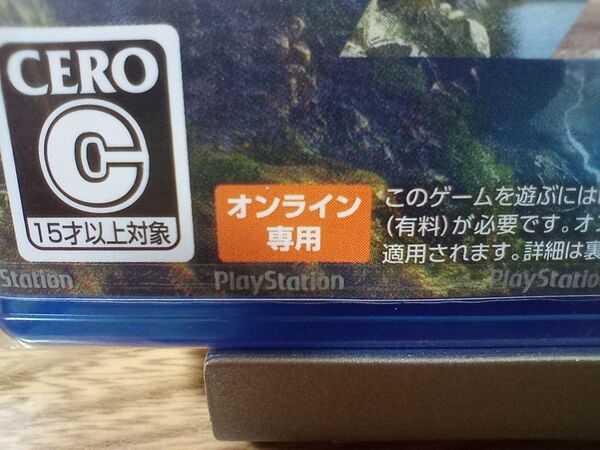 CERO
C
15才以上対象
オンライン
専用
このゲームを遊ぶには
(有料)が必要です。オ
適用されます。詳細は裏
Station
PlayStation
PlayStatio